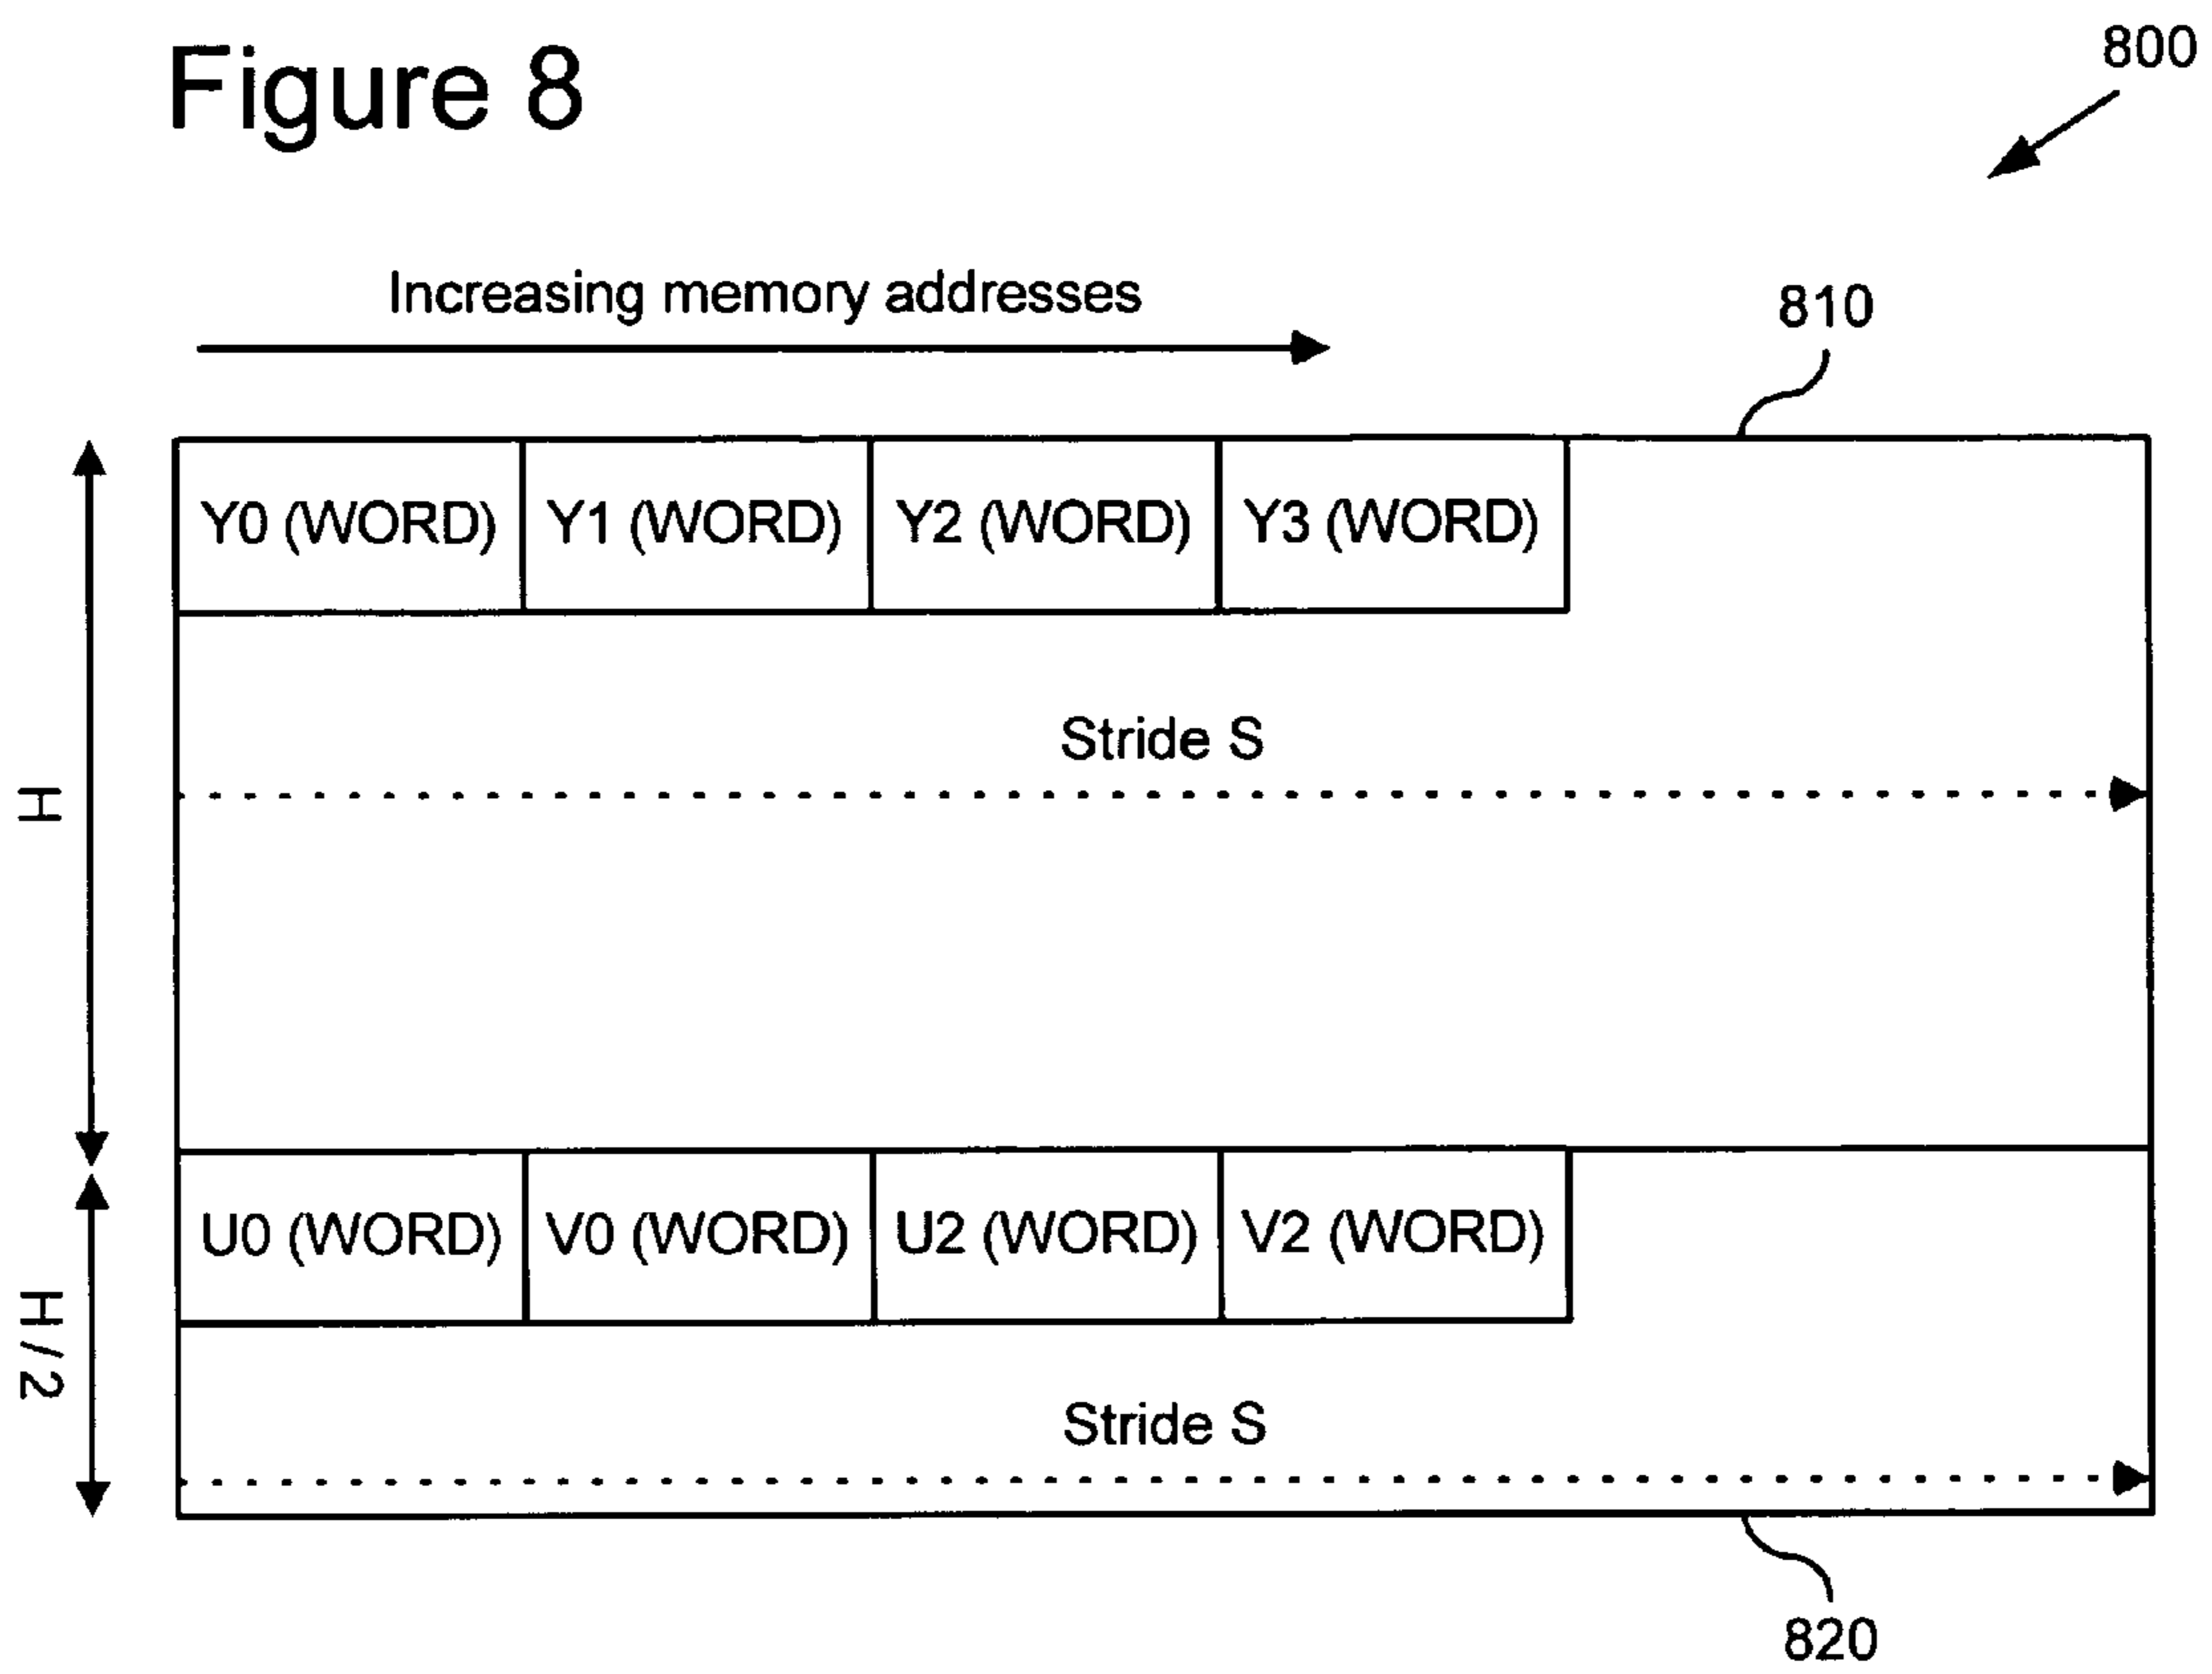 Figure 8
800
Increasing memory addresses
810
Y0 (WORD) Y1 (WORD) Y2 (WORD) Y3 (WORD)
Stride S
H
U0 (WORD) V0 (WORD) U2 (WORD) V2 (WORD)
H/2
Stride S
820